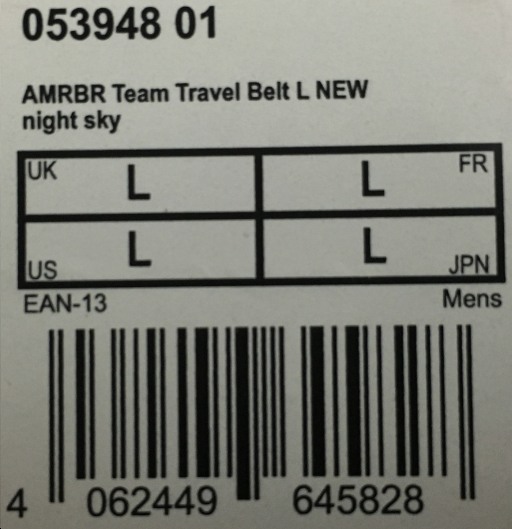 053948 01
AMRBR Team Travel Belt L NEW
night sky
UK L L FR
US L L JPN
EAN-13 Mens
4 062449 645828